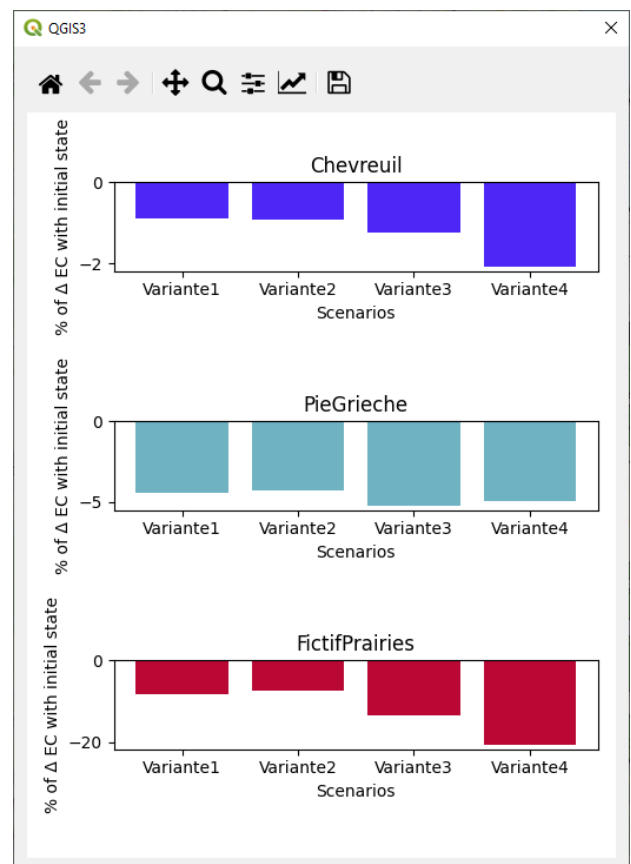 QGIS3
Chevreuil
% of Δ EC with initial state
0
−2
Variante1 Variante2 Variante3 Variante4
Scenarios
PieGrieche
% of Δ EC with initial state
0
−5
Variante1 Variante2 Variante3 Variante4
Scenarios
FictifPrairies
% of Δ EC with initial state
0
−20
Variante1 Variante2 Variante3 Variante4
Scenarios